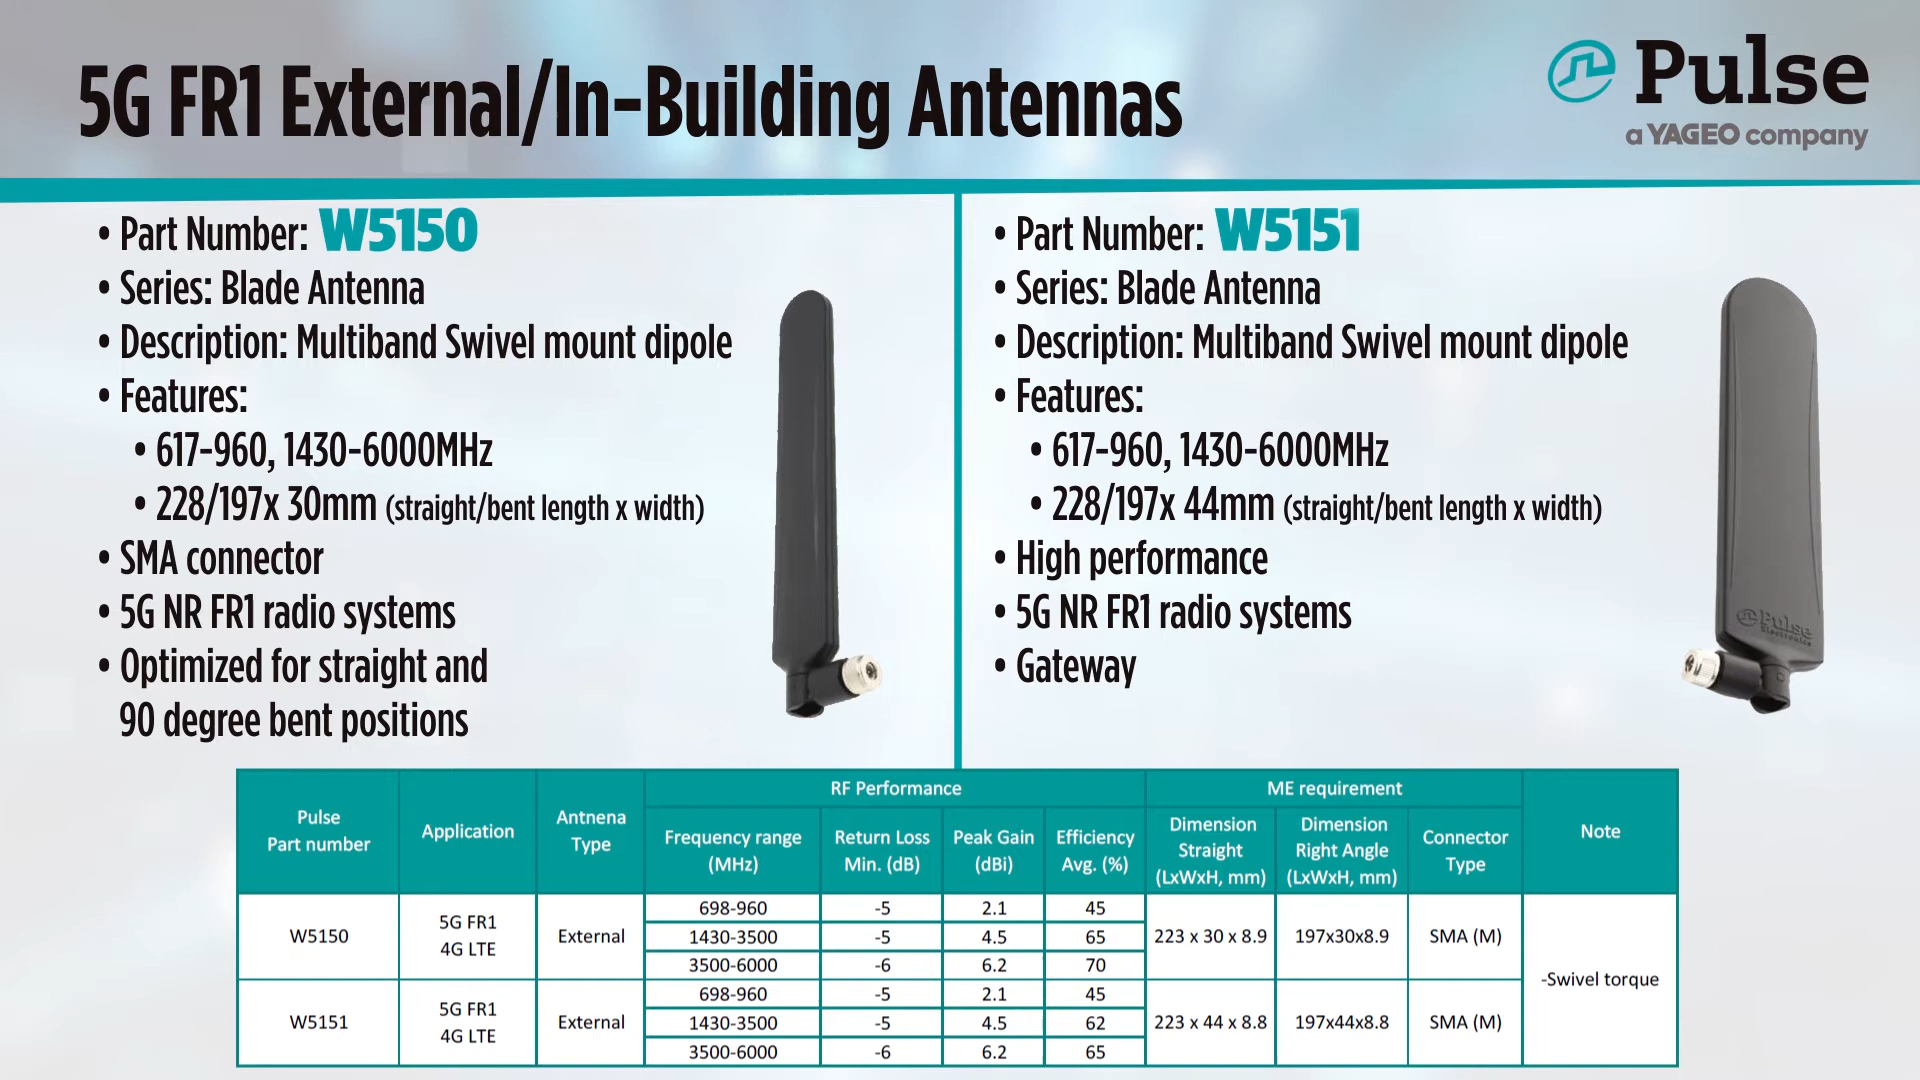 5G FR1 External/In-Building Antennas
Pulse
a YAGEO company
• Part Number: W5150
• Series: Blade Antenna
• Description: Multiband Swivel mount dipole
• Features:
• 617-960, 1430-6000MHz
• 228/197x 30mm (straight/bent length x width)
• SMA connector
• 5G NR FR1 radio systems
• Optimized for straight and
90 degree bent positions
• Part Number: W5151
• Series: Blade Antenna
• Description: Multiband Swivel mount dipole
• Features:
• 617-960, 1430-6000MHz
• 228/197x 44mm (straight/bent length x width)
• High performance
• 5G NR FR1 radio systems
• Gateway
Pulse
Electronics
Pulse
Part number
Application
Antnena
Type
RF Performance
Frequency range
(MHz)
Return Loss
Min. (dB)
Peak Gain
(dBi)
Efficiency
Avg. (%)
ME requirement
Dimension
Straight
(LxWxH, mm)
Dimension
Right Angle
(LxWxH, mm)
Connector
Type
Note
W5150
5G FR1
4G LTE
External
698-960 -5 2.1 45
1430-3500 -5 4.5 65
3500-6000 -6 6.2 70
223 x 30 x 8.9
197x30x8.9
SMA (M)
-Swivel torque
W5151
5G FR1
4G LTE
External
698-960 -5 2.1 45
1430-3500 -5 4.5 62
3500-6000 -6 6.2 65
223 x 44 x 8.8
197x44x8.8
SMA (M)